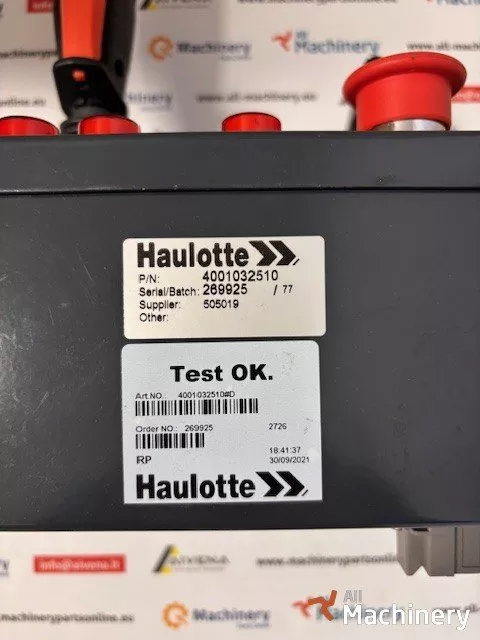 Machinery
All
Machinery
www.all-machinery.eu
Haulotte
P/N: 4001032510
Serial/Batch: 269925 / 77
Supplier: 505019
Other:
Test OK.
Art.NO.: 4001032510#D
Order NO.: 269925 2726
18:41:37
RP 30/09/2021
Haulotte
info@aivena.lt
AIVENA
www.machinerypartsonline.com
All
Machinery